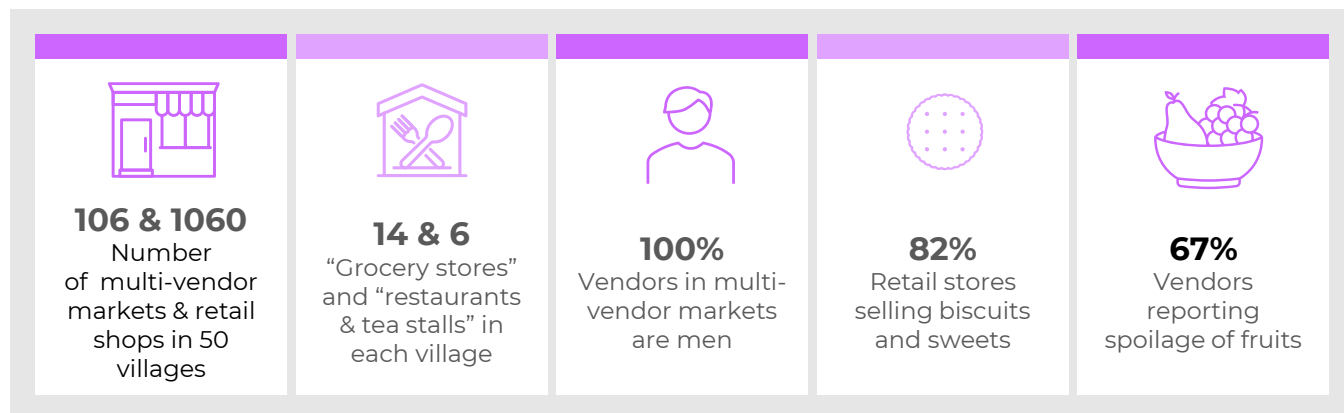 106 & 1060
Number
of  multi-vendor
markets & retail
shops in 50
villages
14 & 6
“Grocery stores”
and “restaurants
& tea stalls” in
each village
100%
Vendors in multi-
vendor markets
are men
82%
Retail stores
selling biscuits
and sweets
67%
Vendors
reporting
spoilage of fruits